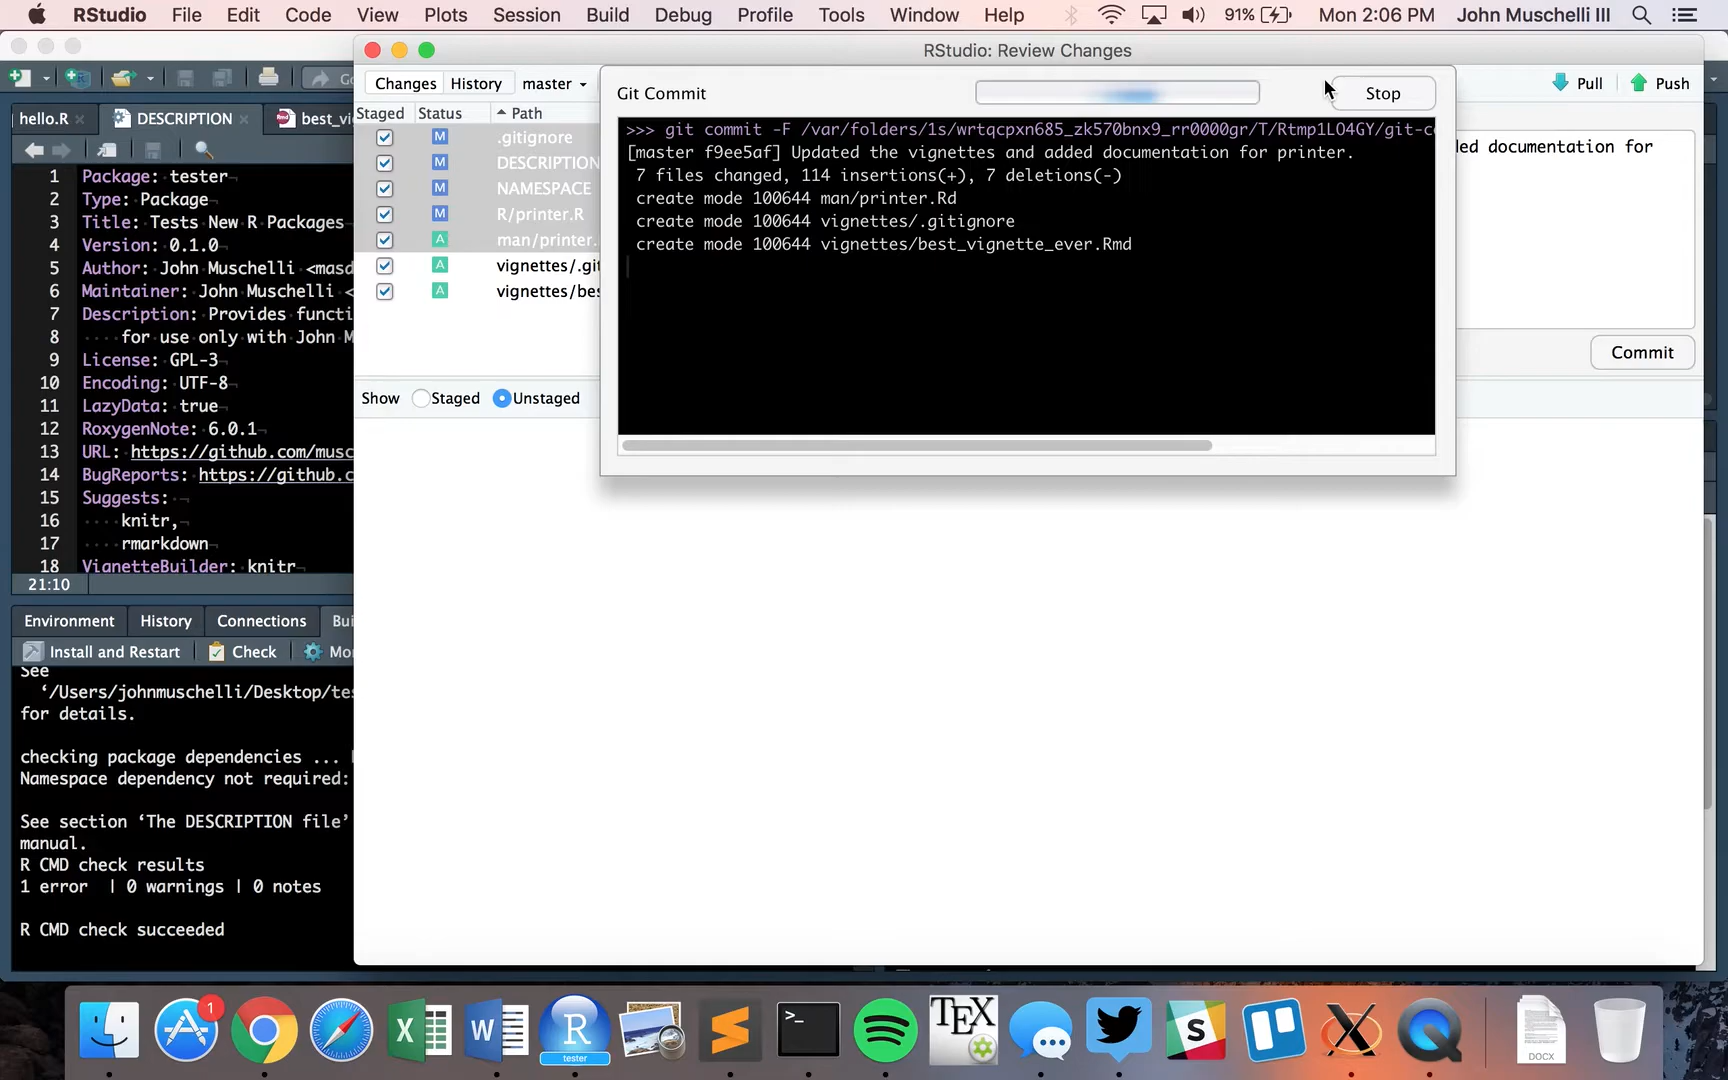 RStudio File Edit Code View Plots Session Build Debug Profile Tools Window Help 91% Mon 2:06 PM John Muschelli III
RStudio: Review Changes
Changes History master
Pull Push
Git Commit
Stop
Staged Status Path
.gitignore
DESCRIPTION
NAMESPACE
M R/printer.R
A man/printer.
A vignettes/.git
A vignettes/bes
>>> git commit -F /var/folders/1s/wrtqcpxn685_zk570bnx9_rr0000gr/T/Rtmp1LO4GY/git-c
[master f9ee5af] Updated the vignettes and added documentation for printer.
7 files changed, 114 insertions(+), 7 deletions(-)
create mode 100644 man/printer.Rd
create mode 100644 vignettes/.gitignore
create mode 100644 vignettes/best_vignette_ever.Rmd
documentation for
Commit
Show Staged Unstaged
hello.R DESCRIPTION best_vi
1 Package: tester
2 Type: Package
3 Title: Tests New R Packages
4 Version: 0.1.0
5 Author: John Muschelli <masd
6 Maintainer: John Muschelli <
7 Description: Provides functi
8 for use only with John M
9 License: GPL-3
10 Encoding: UTF-8
11 LazyData: true
12 RoxygenNote: 6.0.1
13 URL: https://github.com/musc
14 BugReports: https://github.c
15 Suggests:
16 knitr,
17 rmarkdown
18 VignetteBuilder: knitr
21:10
Environment History Connections Bui
Install and Restart Check Mo
See
‘/Users/johnmuschelli/Desktop/tes
for details.
checking package dependencies ...
Namespace dependency not required:
See section ‘The DESCRIPTION file’
manual.
R CMD check results
1 error | 0 warnings | 0 notes
R CMD check succeeded
1
X W R S >_ TEX S X
tester
DOCX